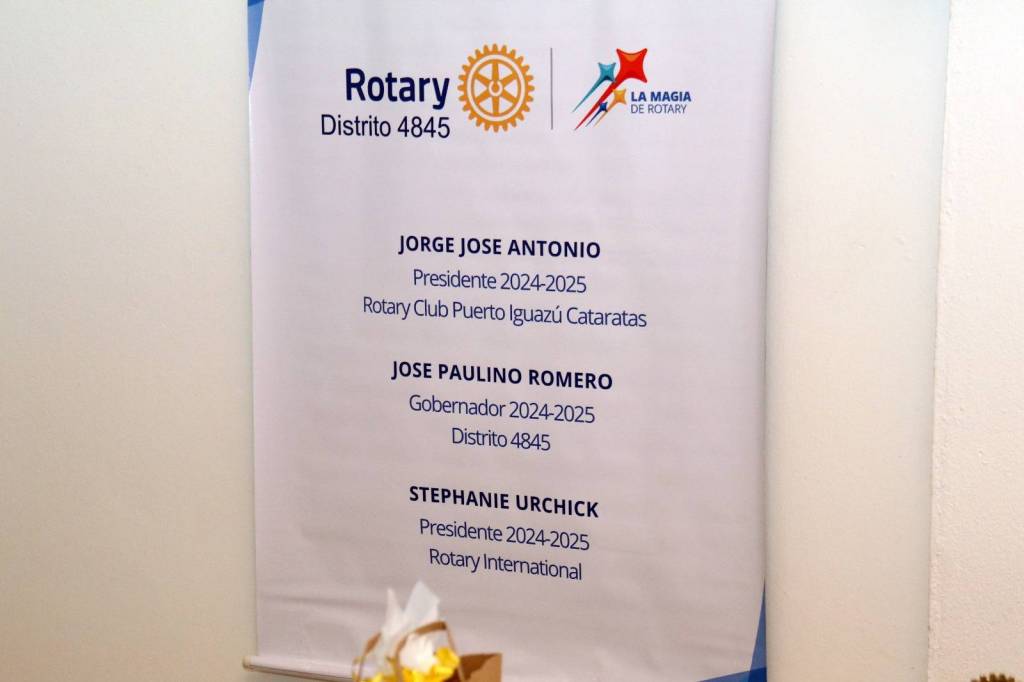 Rotary
Distrito 4845
LA MAGIA
DE ROTARY
JORGE JOSE ANTONIO
Presidente 2024-2025
Rotary Club Puerto Iguazú Cataratas
JOSE PAULINO ROMERO
Gobernador 2024-2025
Distrito 4845
STEPHANIE URCHICK
Presidente 2024-2025
Rotary International